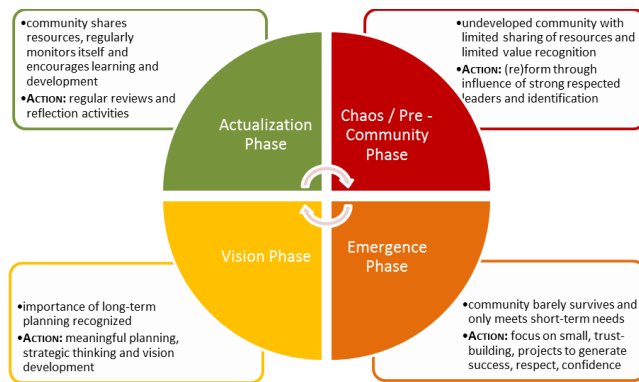 •community shares
resources, regularly
monitors itself and
encourages learning and
development
•ACTION: regular reviews and
reflection activities
•undeveloped community with
limited sharing of resources and
limited value recognition
•ACTION: (re)form through
influence of strong respected
leaders and identification
Actualization
Phase
Chaos / Pre -
Community
Phase
Vision Phase
Emergence
Phase
•importance of long-term
planning recognized
•ACTION: meaningful planning,
strategic thinking and vision
development
•community barely survives and
only meets short-term needs
•ACTION: focus on small, trust-
building, projects to generate
success, respect, confidence